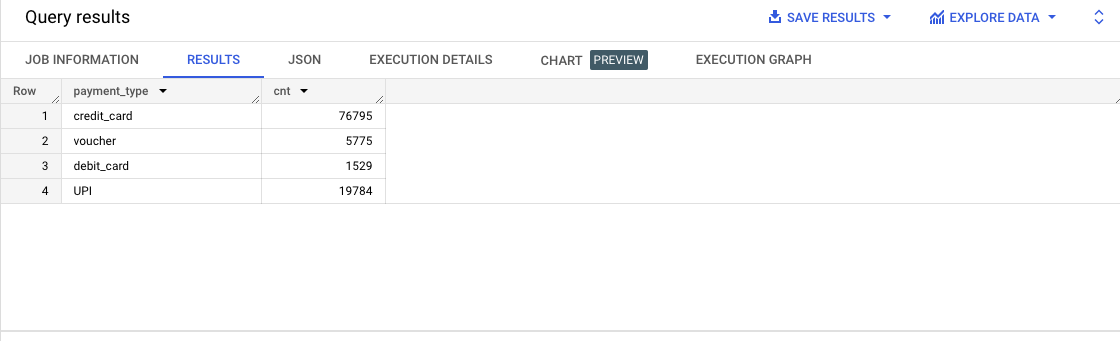 Query results SAVE RESULTS EXPLORE DATA
JOB INFORMATION RESULTS JSON EXECUTION DETAILS CHART PREVIEW EXECUTION GRAPH
Row payment_type cnt
1 credit_card 76795
2 voucher 5775
3 debit_card 1529
4 UPI 19784